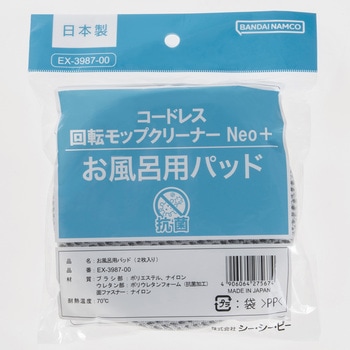 日本製
BANDAI NAMCO
EX-3987-00
コードレス
回転モップクリーナー Neo+
お風呂用パッド
抗菌
品　名：お風呂用パッド（2枚入り）
品　番：EX-3987-00
材　質：ブラシ部：ポリエステル、ナイロン
ウレタン部：ポリウレタンフォーム（抗菌加工）
面ファスナー：ナイロン
耐熱温度：70℃
4 906064 275674
MADE IN JAPAN
プラ：袋 >PP<
株式会社 シー・シー・ピー